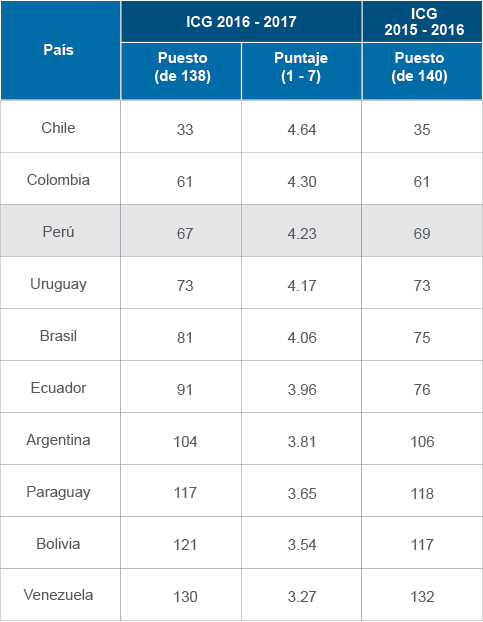 País
ICG 2016 - 2017
ICG
2015 - 2016
Puesto
(de 138)
Puntaje
(1 - 7)
Puesto
(de 140)
Chile 33 4.64 35
Colombia 61 4.30 61
Perú 67 4.23 69
Uruguay 73 4.17 73
Brasil 81 4.06 75
Ecuador 91 3.96 76
Argentina 104 3.81 106
Paraguay 117 3.65 118
Bolivia 121 3.54 117
Venezuela 130 3.27 132